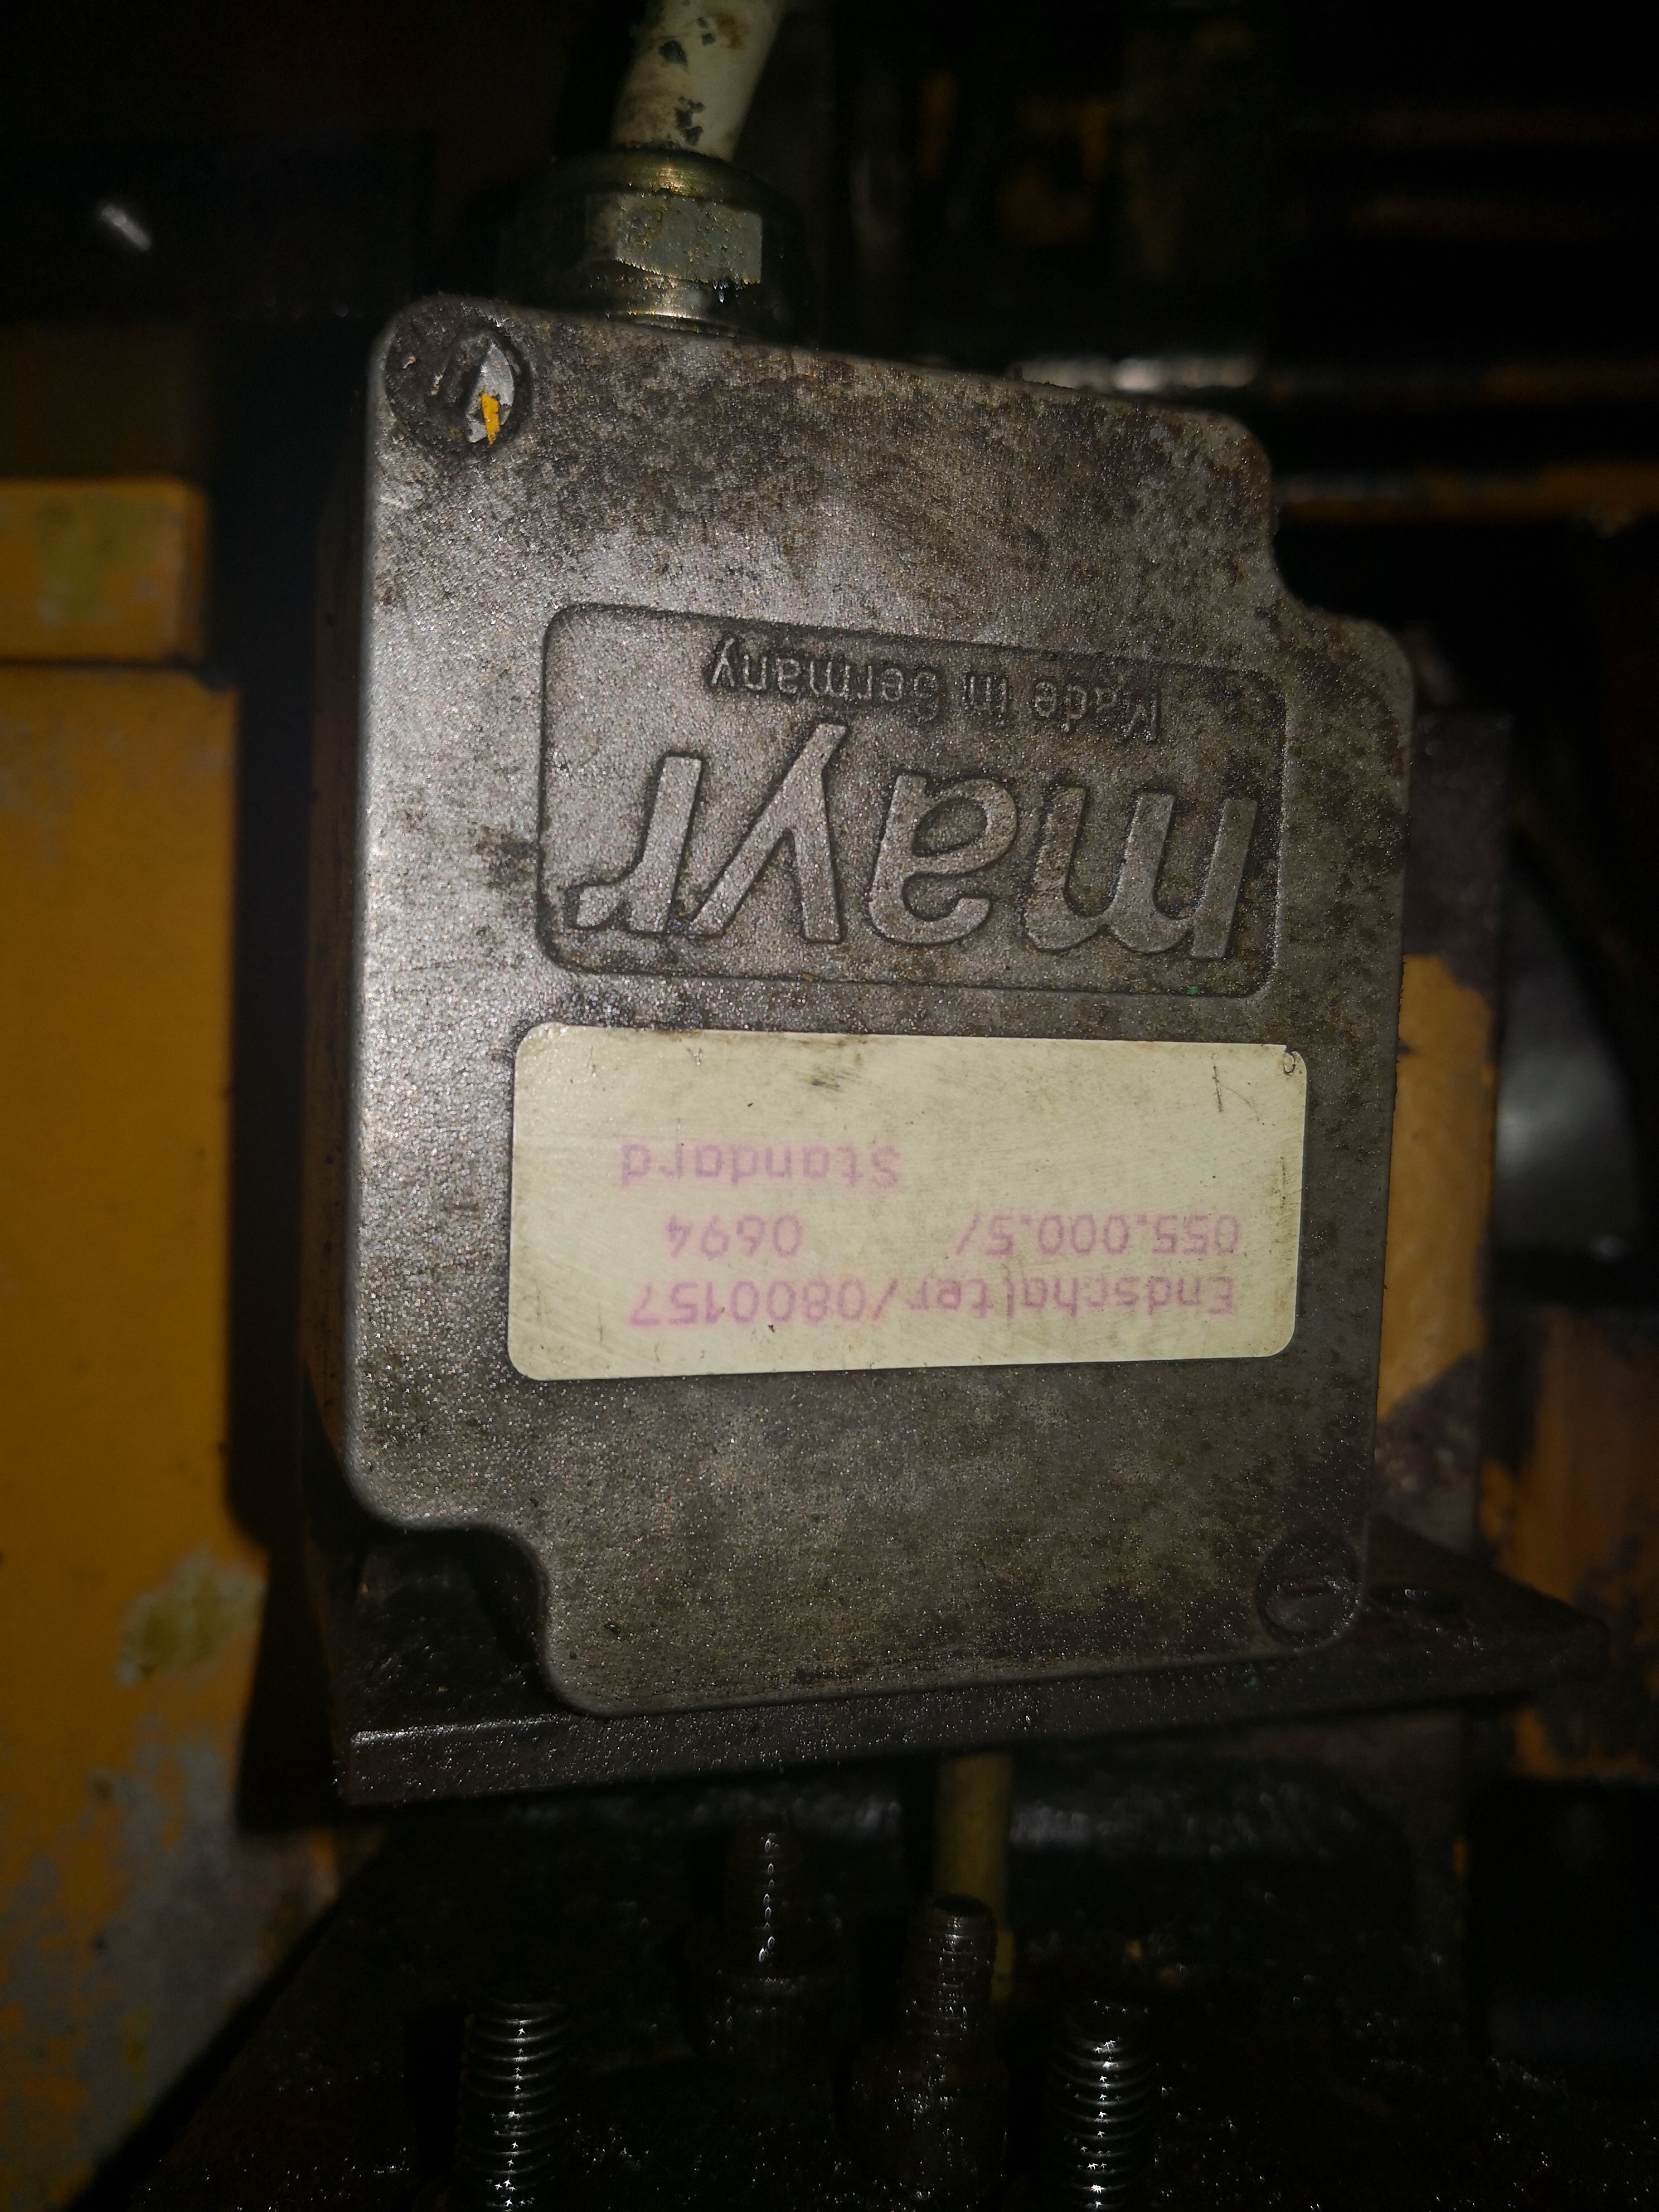 mayr
Made in Germany
Endschalter/0800157
055.000.5/ 0694
Standard